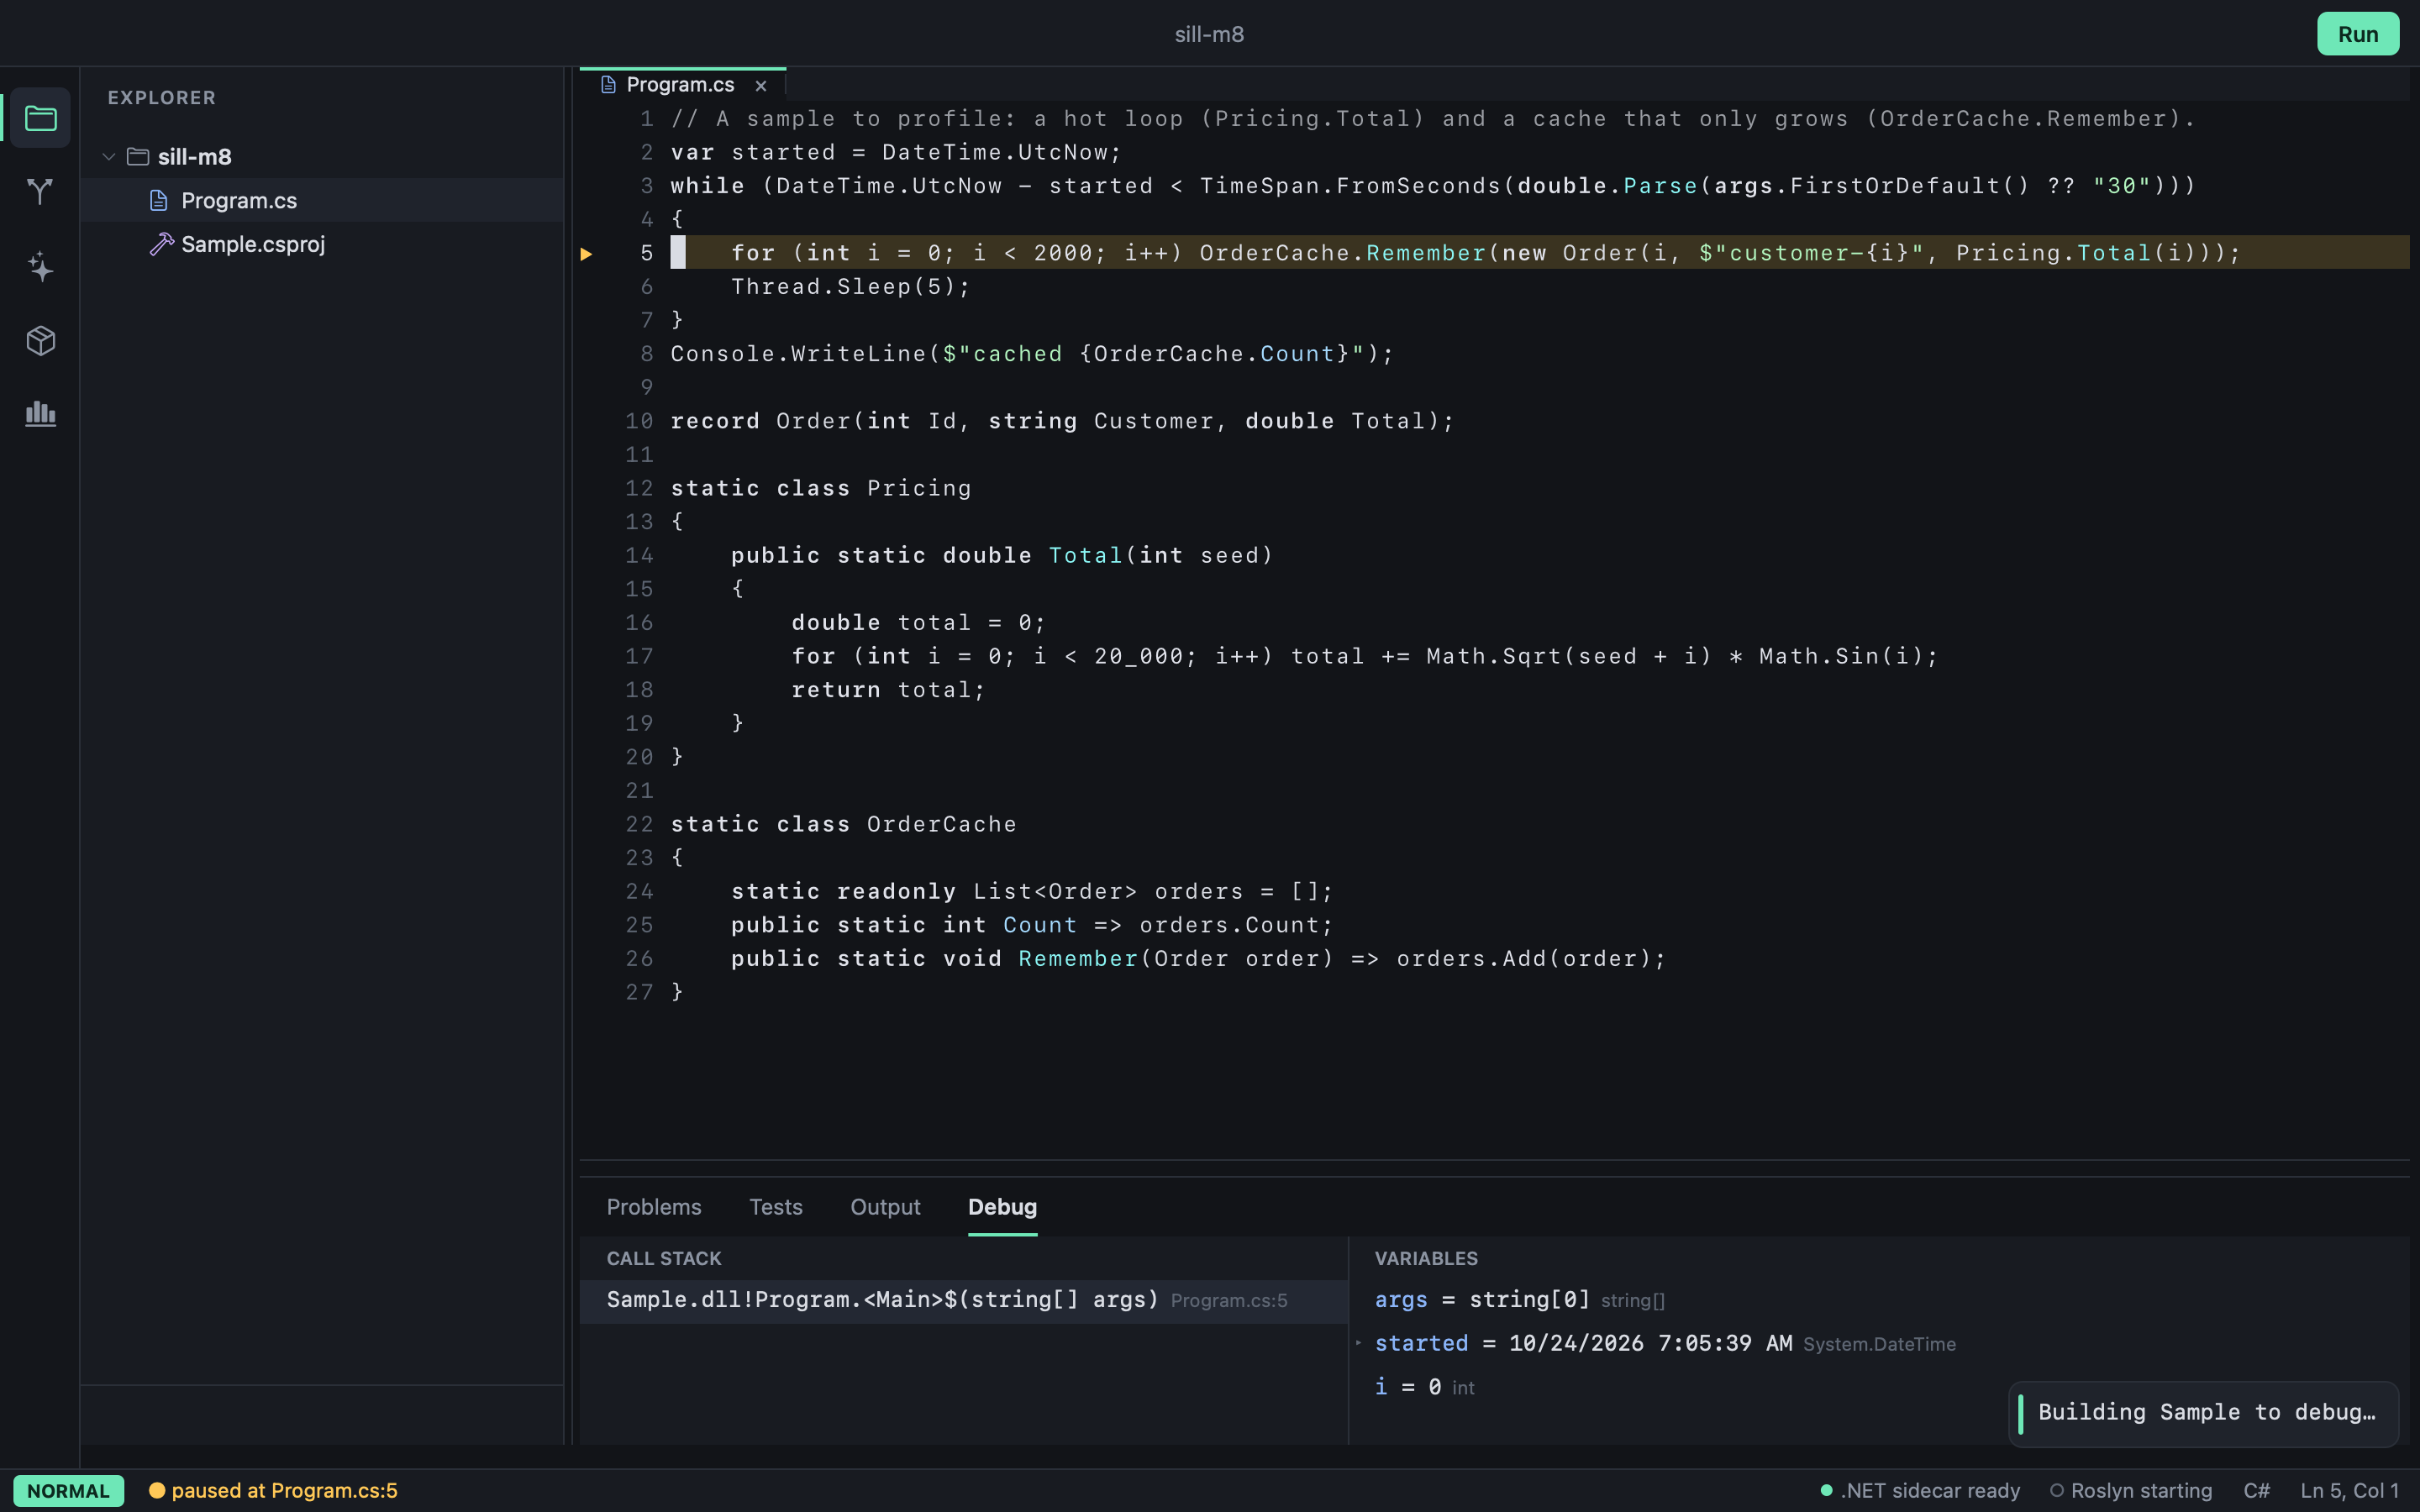 sill-m8
Run
EXPLORER
sill-m8
Program.cs
Sample.csproj
Program.cs ×
1 // A sample to profile: a hot loop (Pricing.Total) and a cache that only grows (OrderCache.Remember).
2 var started = DateTime.UtcNow;
3 while (DateTime.UtcNow - started < TimeSpan.FromSeconds(double.Parse(args.FirstOrDefault() ?? "30")))
4 {
5     for (int i = 0; i < 2000; i++) OrderCache.Remember(new Order(i, $"customer-{i}", Pricing.Total(i)));
6     Thread.Sleep(5);
7 }
8 Console.WriteLine($"cached {OrderCache.Count}");
9
10 record Order(int Id, string Customer, double Total);
11
12 static class Pricing
13 {
14     public static double Total(int seed)
15     {
16         double total = 0;
17         for (int i = 0; i < 20_000; i++) total += Math.Sqrt(seed + i) * Math.Sin(i);
18         return total;
19     }
20 }
21
22 static class OrderCache
23 {
24     static readonly List<Order> orders = [];
25     public static int Count => orders.Count;
26     public static void Remember(Order order) => orders.Add(order);
27 }
Problems Tests Output Debug
CALL STACK
Sample.dll!Program.<Main>$(string[] args) Program.cs:5
VARIABLES
args = string[0] string[]
started = 10/24/2026 7:05:39 AM System.DateTime
i = 0 int
Building Sample to debug…
NORMAL paused at Program.cs:5
.NET sidecar ready Roslyn starting C# Ln 5, Col 1